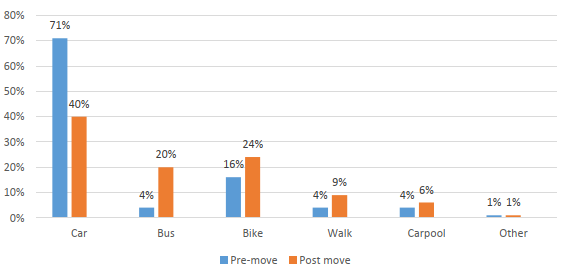 80%
70%
60%
50%
40%
30%
20%
10%
0%
71%
40%
4%
20%
16%
24%
4%
9%
4%
6%
1%
1%
Car
Bus
Bike
Walk
Carpool
Other
Pre-move
Post move